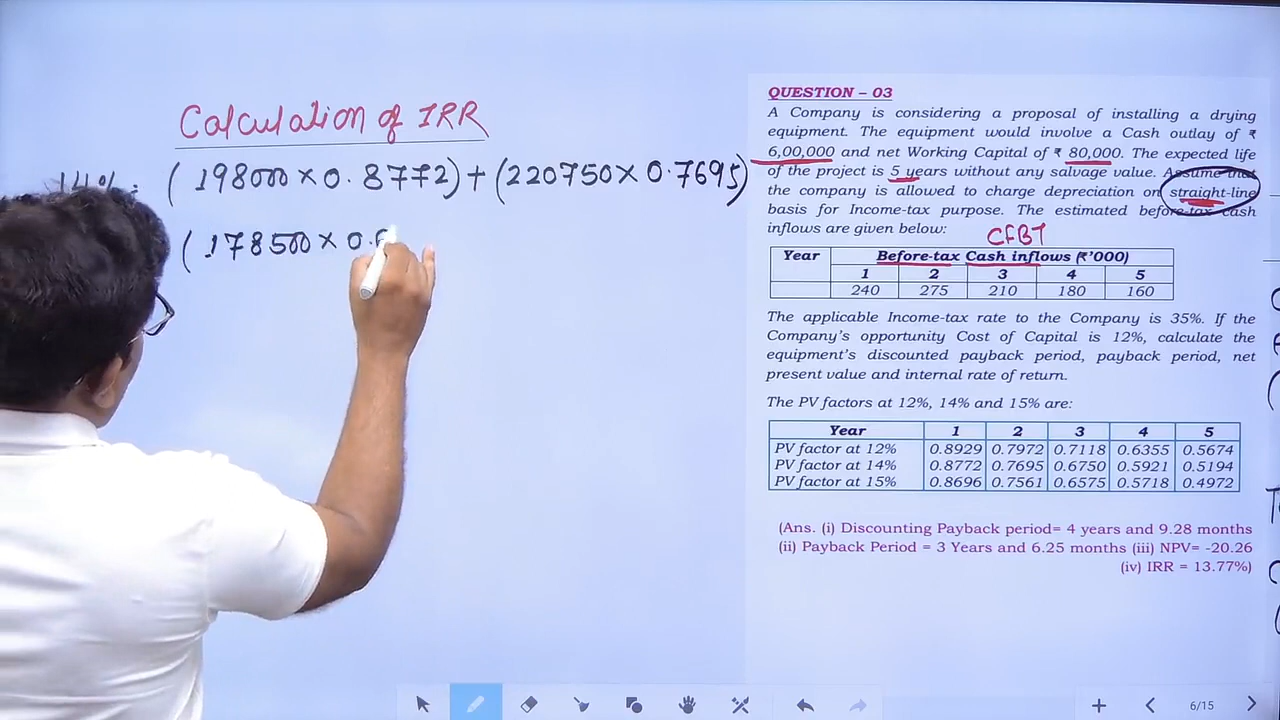 Calculation of IRR
14%: (198000 × 0.8772) + (220750 × 0.7695)
(178500 × 0.6
QUESTION – 03
A Company is considering a proposal of installing a drying
equipment. The equipment would involve a Cash outlay of ₹
6,00,000 and net Working Capital of ₹ 80,000. The expected life
of the project is 5 years without any salvage value. Assume that
the company is allowed to charge depreciation on straight-line
basis for Income-tax purpose. The estimated before-tax cash
inflows are given below:
CFBT
Year Before-tax Cash inflows (₹'000)
1 2 3 4 5
240 275 210 180 160
The applicable Income-tax rate to the Company is 35%. If the
Company's opportunity Cost of Capital is 12%, calculate the
equipment's discounted payback period, payback period, net
present value and internal rate of return.
The PV factors at 12%, 14% and 15% are:
Year 1 2 3 4 5
PV factor at 12% 0.8929 0.7972 0.7118 0.6355 0.5674
PV factor at 14% 0.8772 0.7695 0.6750 0.5921 0.5194
PV factor at 15% 0.8696 0.7561 0.6575 0.5718 0.4972
(Ans. (i) Discounting Payback period= 4 years and 9.28 months
(ii) Payback Period = 3 Years and 6.25 months (iii) NPV= -20.26
(iv) IRR = 13.77%)
6/15